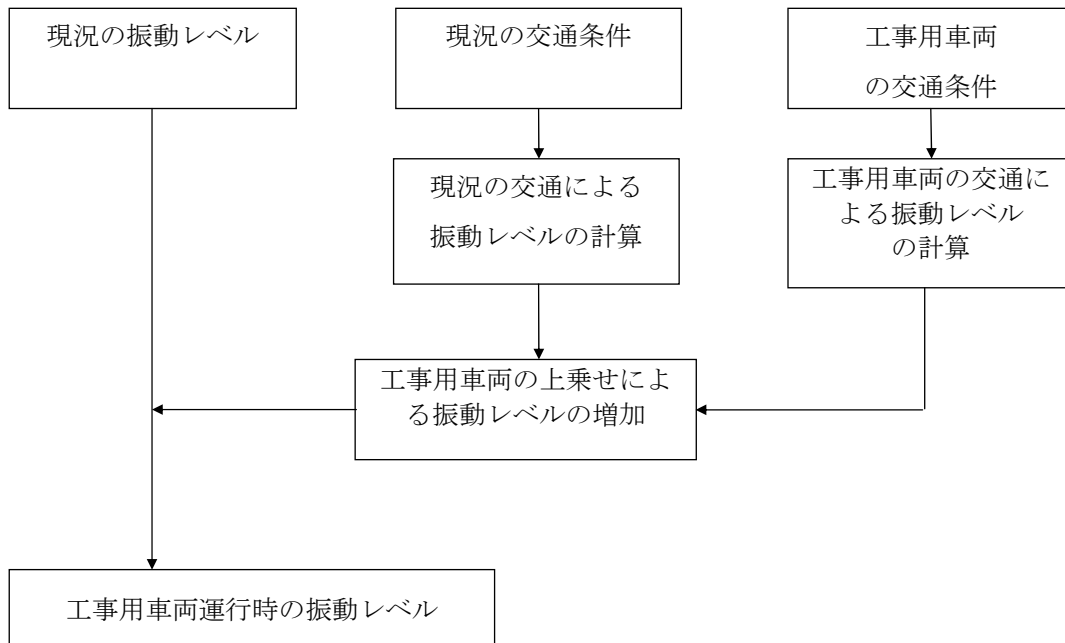 現況の振動レベル
現況の交通条件
工事用車両
の交通条件
現況の交通による
振動レベルの計算
工事用車両の交通に
よる振動レベル
の計算
工事用車両の上乗せによ
る振動レベルの増加
工事用車両運行時の振動レベル